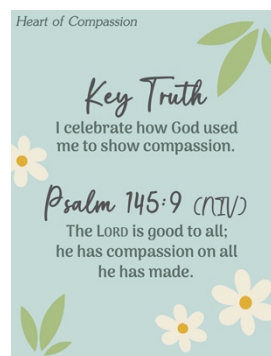 Heart of Compassion
Key Truth
I celebrate how God used
me to show compassion.
Psalm 145:9 (NIV)
The LORD is good to all;
he has compassion on all
he has made.